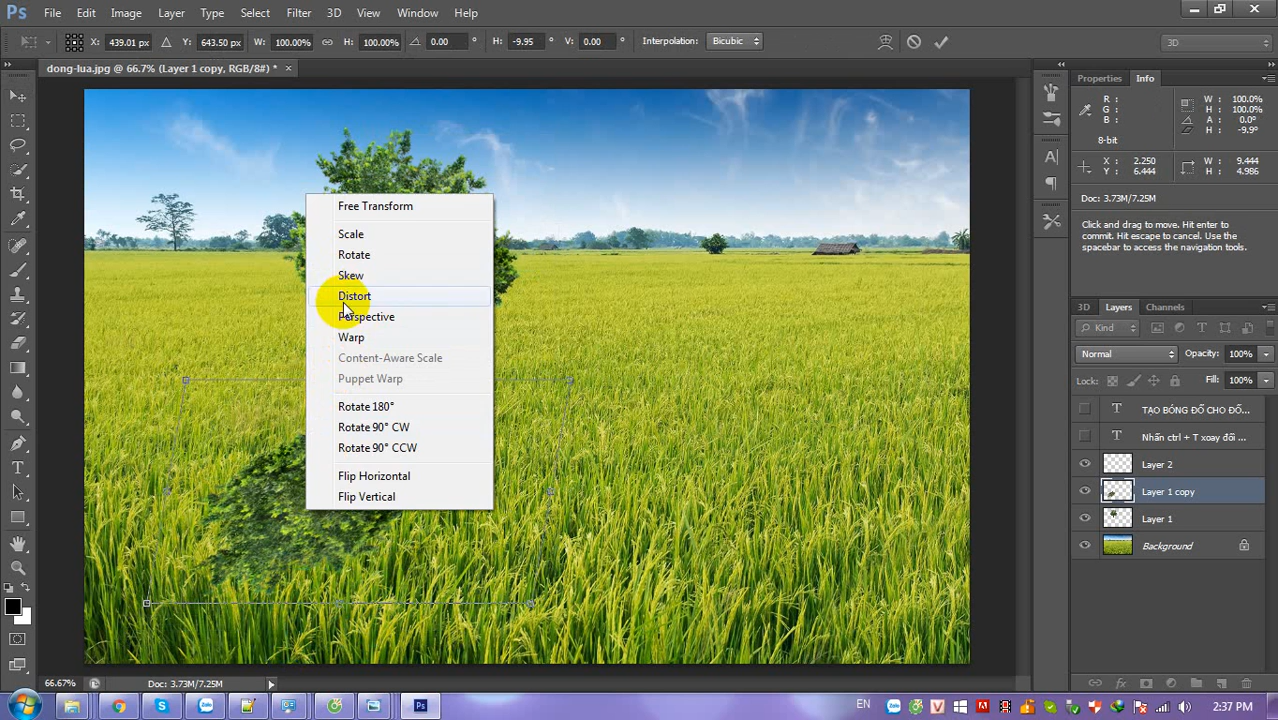 Ps File Edit Image Layer Type Select Filter 3D View Window Help
X: 439.01 px Y: 643.50 px W: 100.00% H: 100.00% 0.00 ° H: -9.95 ° V: 0.00 ° Interpolation: Bicubic 3D
dong-lua.jpg @ 66.7% (Layer 1 copy, RGB/8#) * ×
Properties Info
R: W: 100.0%
G: H: 100.0%
B: A: 0.0°
H: -9.9°
8-bit
X: 2.250 W: 9.444
Y: 6.444 H: 4.986
Doc: 3.73M/7.25M
Click and drag to move. Hit enter to commit. Hit escape to cancel. Use the spacebar to access the navigation tools.
Free Transform
Scale
Rotate
Skew
Distort
Perspective
Warp
Content-Aware Scale
Puppet Warp
Rotate 180°
Rotate 90° CW
Rotate 90° CCW
Flip Horizontal
Flip Vertical
3D Layers Channels
Kind
Normal Opacity: 100%
Lock: Fill: 100%
T TẠO BÓNG ĐỔ CHO ĐỐ...
T Nhấn ctrl + T xoay đối ...
Layer 2
Layer 1 copy
Layer 1
Background
66.67% Doc: 3.73M/7.25M
EN 2:37 PM